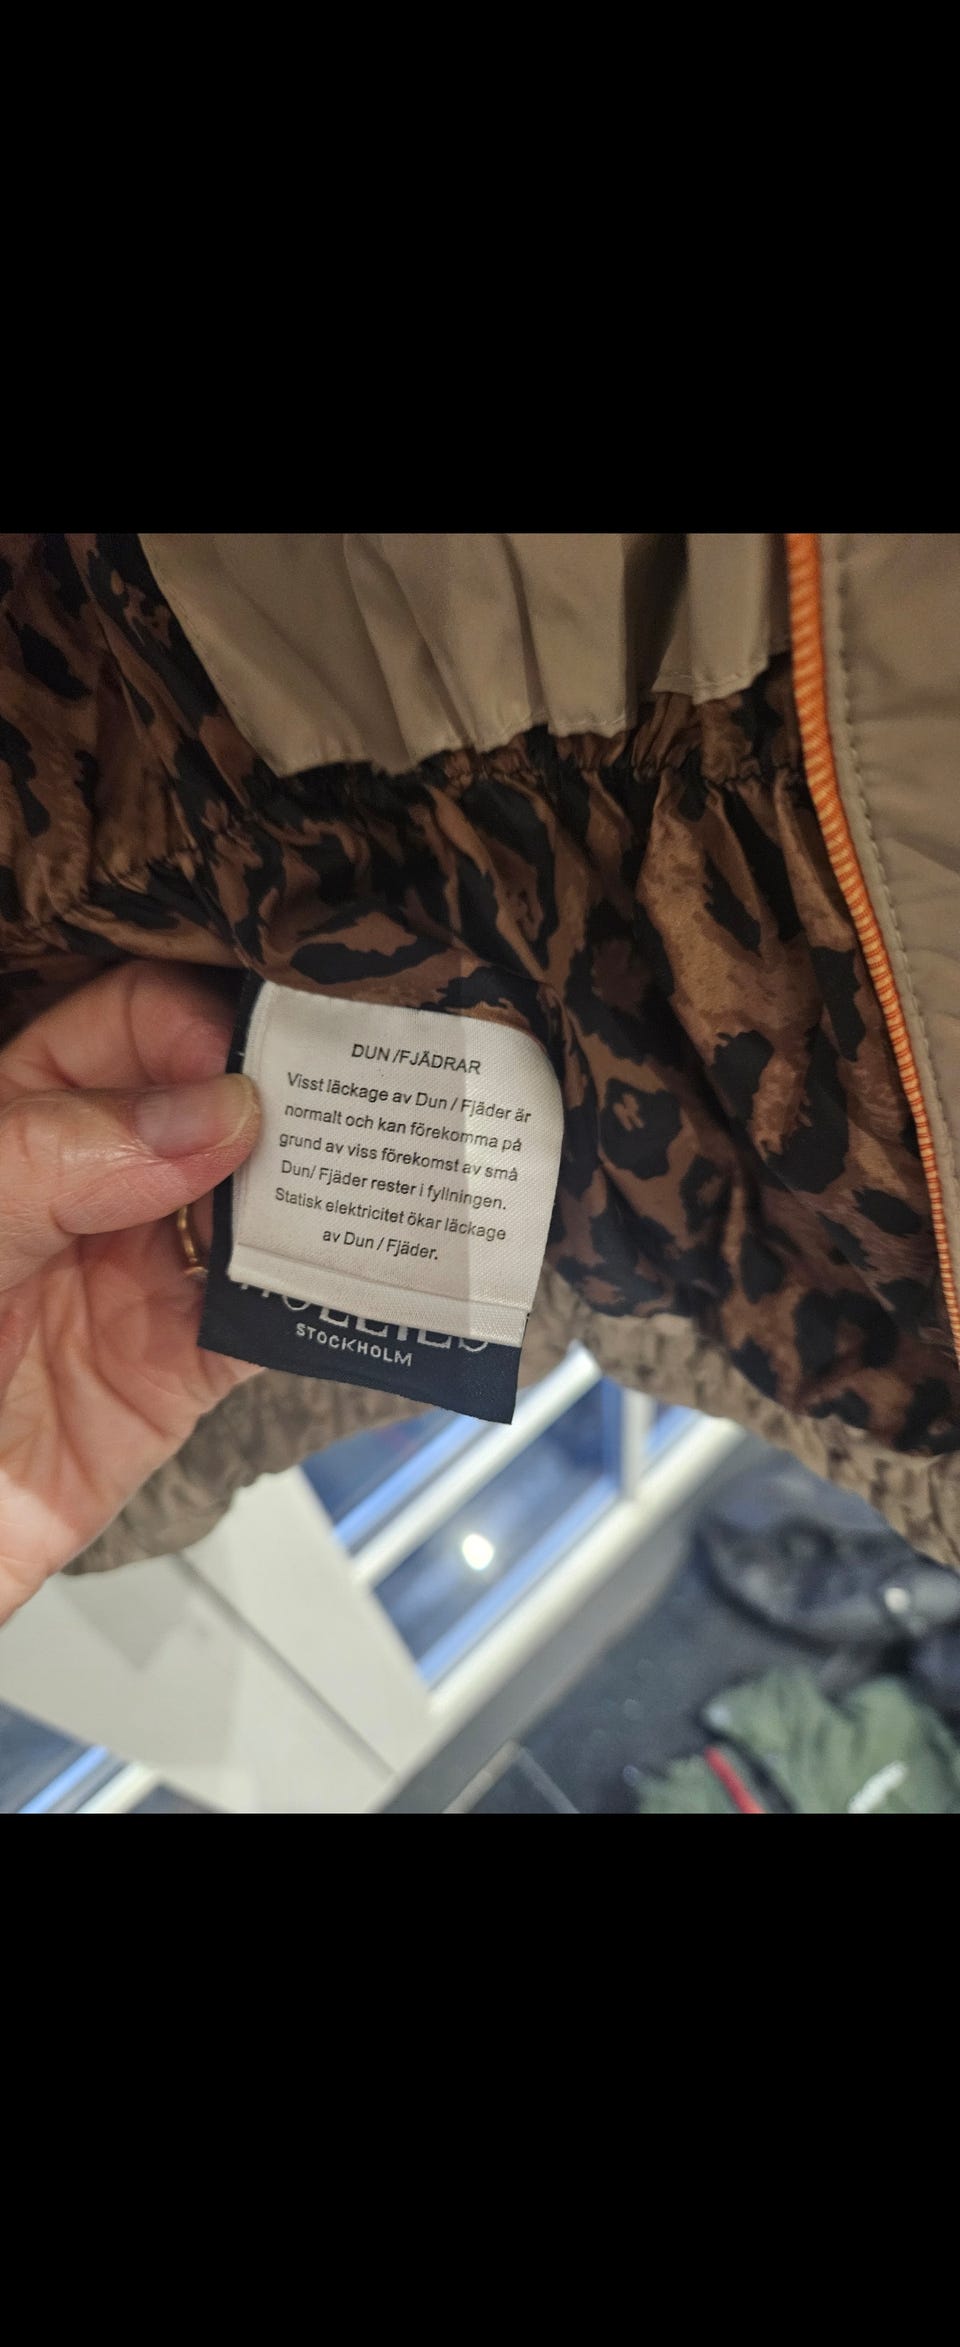 DUN /FJÄDRAR
Visst läckage av Dun / Fjäder är
normalt och kan förekomma på
grund av viss förekomst av små
Dun/ Fjäder rester i fyllningen.
Statisk elektricitet ökar läckage
av Dun / Fjäder.
HOLLIES
STOCKHOLM